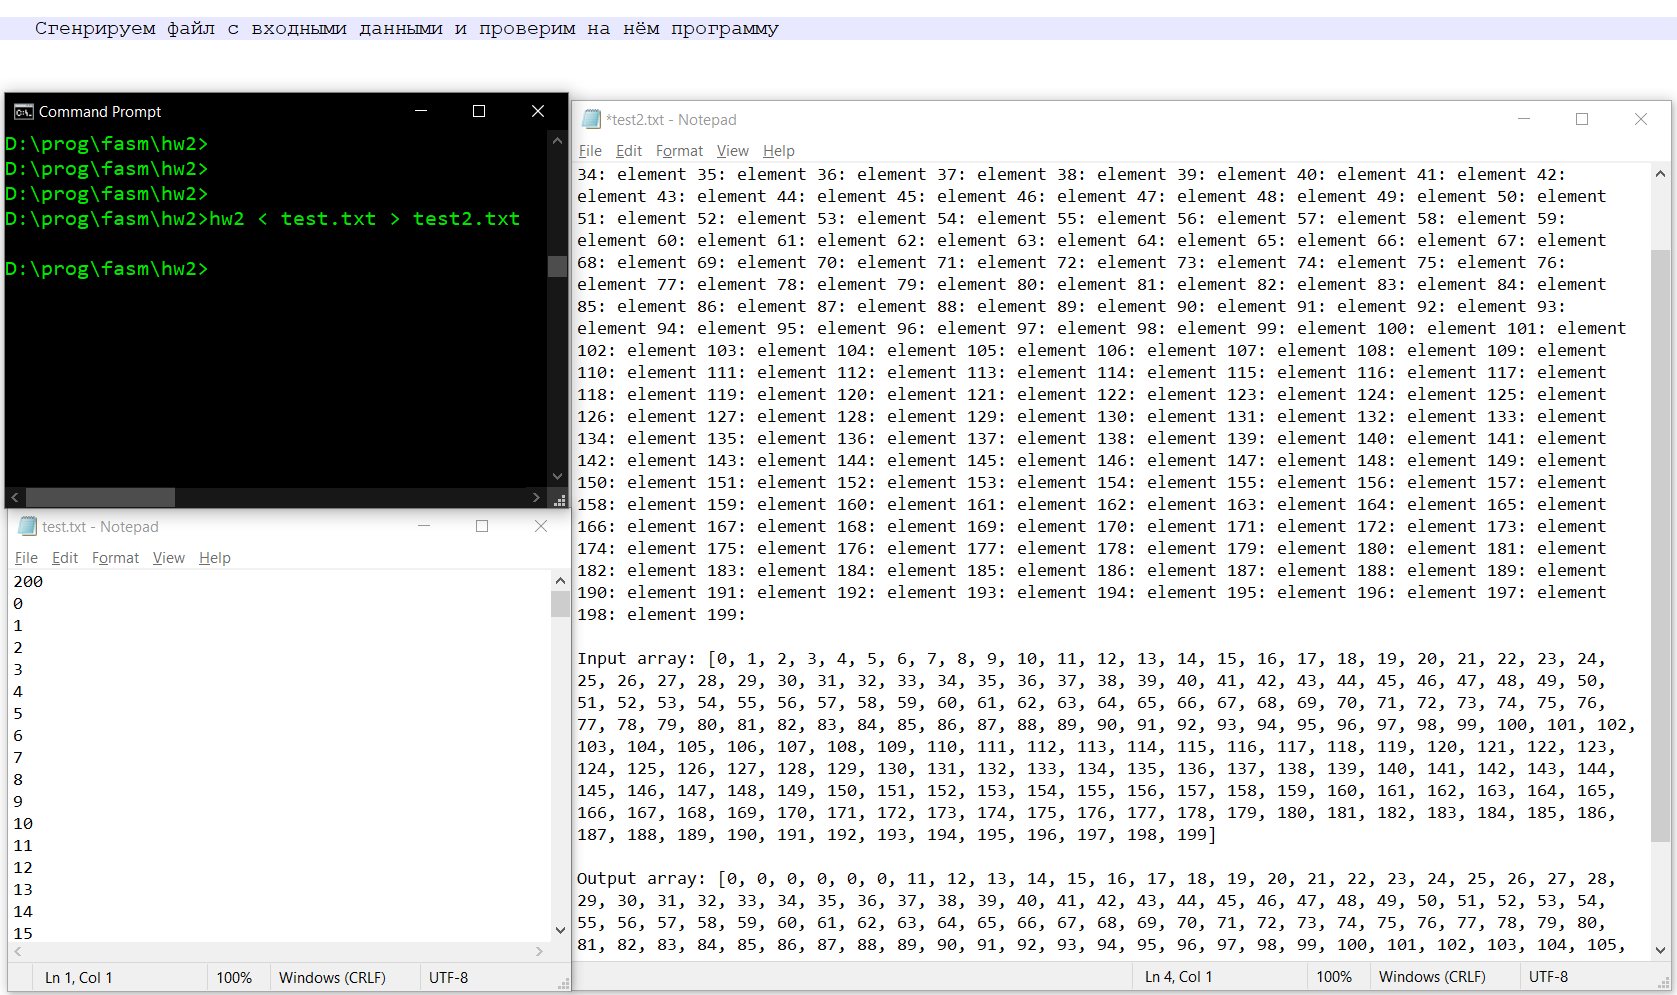 Сгенрируем файл с входными данными и проверим на нём программу
Command Prompt
D:\prog\fasm\hw2>
D:\prog\fasm\hw2>
D:\prog\fasm\hw2>
D:\prog\fasm\hw2>hw2 < test.txt > test2.txt
D:\prog\fasm\hw2>
test.txt - Notepad
File Edit Format View Help
200
0
1
2
3
4
5
6
7
8
9
10
11
12
13
14
15
Ln 1, Col 1 100% Windows (CRLF) UTF-8
*test2.txt - Notepad
File Edit Format View Help
34: element 35: element 36: element 37: element 38: element 39: element 40: element 41: element 42:
element 43: element 44: element 45: element 46: element 47: element 48: element 49: element 50: element
51: element 52: element 53: element 54: element 55: element 56: element 57: element 58: element 59:
element 60: element 61: element 62: element 63: element 64: element 65: element 66: element 67: element
68: element 69: element 70: element 71: element 72: element 73: element 74: element 75: element 76:
element 77: element 78: element 79: element 80: element 81: element 82: element 83: element 84: element
85: element 86: element 87: element 88: element 89: element 90: element 91: element 92: element 93:
element 94: element 95: element 96: element 97: element 98: element 99: element 100: element 101: element
102: element 103: element 104: element 105: element 106: element 107: element 108: element 109: element
110: element 111: element 112: element 113: element 114: element 115: element 116: element 117: element
118: element 119: element 120: element 121: element 122: element 123: element 124: element 125: element
126: element 127: element 128: element 129: element 130: element 131: element 132: element 133: element
134: element 135: element 136: element 137: element 138: element 139: element 140: element 141: element
142: element 143: element 144: element 145: element 146: element 147: element 148: element 149: element
150: element 151: element 152: element 153: element 154: element 155: element 156: element 157: element
158: element 159: element 160: element 161: element 162: element 163: element 164: element 165: element
166: element 167: element 168: element 169: element 170: element 171: element 172: element 173: element
174: element 175: element 176: element 177: element 178: element 179: element 180: element 181: element
182: element 183: element 184: element 185: element 186: element 187: element 188: element 189: element
190: element 191: element 192: element 193: element 194: element 195: element 196: element 197: element
198: element 199:
Input array: [0, 1, 2, 3, 4, 5, 6, 7, 8, 9, 10, 11, 12, 13, 14, 15, 16, 17, 18, 19, 20, 21, 22, 23, 24,
25, 26, 27, 28, 29, 30, 31, 32, 33, 34, 35, 36, 37, 38, 39, 40, 41, 42, 43, 44, 45, 46, 47, 48, 49, 50,
51, 52, 53, 54, 55, 56, 57, 58, 59, 60, 61, 62, 63, 64, 65, 66, 67, 68, 69, 70, 71, 72, 73, 74, 75, 76,
77, 78, 79, 80, 81, 82, 83, 84, 85, 86, 87, 88, 89, 90, 91, 92, 93, 94, 95, 96, 97, 98, 99, 100, 101, 102,
103, 104, 105, 106, 107, 108, 109, 110, 111, 112, 113, 114, 115, 116, 117, 118, 119, 120, 121, 122, 123,
124, 125, 126, 127, 128, 129, 130, 131, 132, 133, 134, 135, 136, 137, 138, 139, 140, 141, 142, 143, 144,
145, 146, 147, 148, 149, 150, 151, 152, 153, 154, 155, 156, 157, 158, 159, 160, 161, 162, 163, 164, 165,
166, 167, 168, 169, 170, 171, 172, 173, 174, 175, 176, 177, 178, 179, 180, 181, 182, 183, 184, 185, 186,
187, 188, 189, 190, 191, 192, 193, 194, 195, 196, 197, 198, 199]
Output array: [0, 0, 0, 0, 0, 0, 11, 12, 13, 14, 15, 16, 17, 18, 19, 20, 21, 22, 23, 24, 25, 26, 27, 28,
29, 30, 31, 32, 33, 34, 35, 36, 37, 38, 39, 40, 41, 42, 43, 44, 45, 46, 47, 48, 49, 50, 51, 52, 53, 54,
55, 56, 57, 58, 59, 60, 61, 62, 63, 64, 65, 66, 67, 68, 69, 70, 71, 72, 73, 74, 75, 76, 77, 78, 79, 80,
81, 82, 83, 84, 85, 86, 87, 88, 89, 90, 91, 92, 93, 94, 95, 96, 97, 98, 99, 100, 101, 102, 103, 104, 105,
Ln 4, Col 1 100% Windows (CRLF) UTF-8